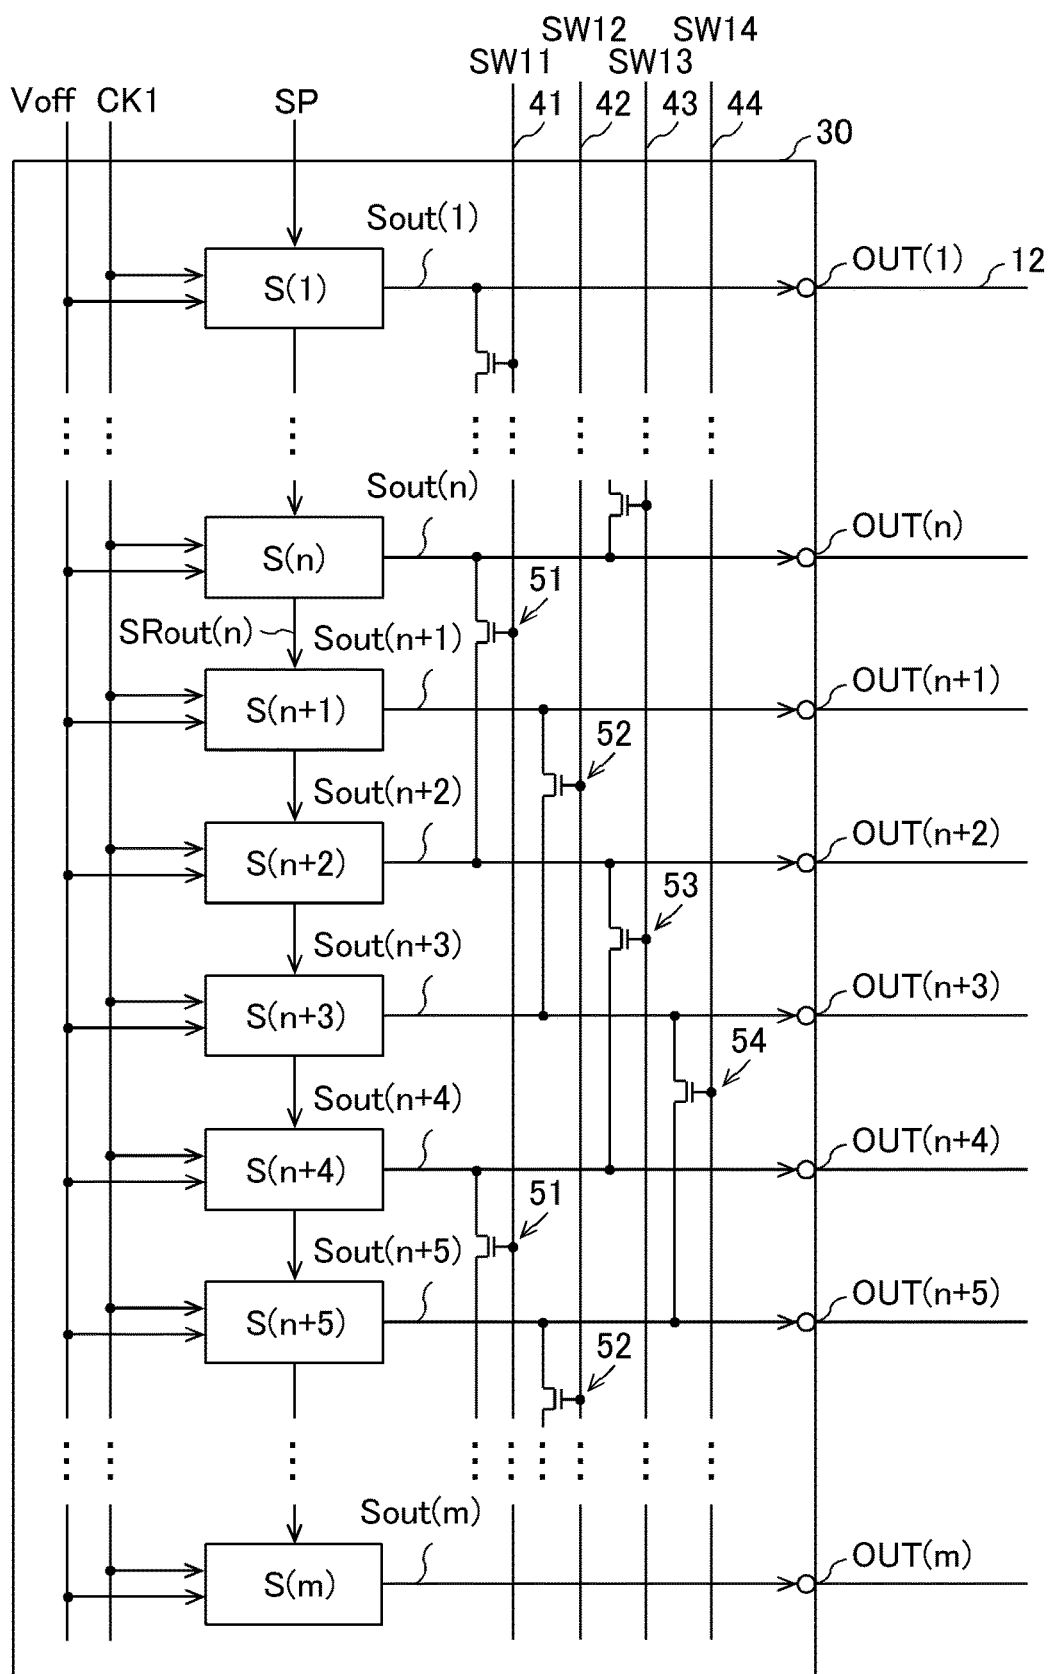 SW12 SW14
SW11 SW13
Voff CK1 SP 41 42 43 44
30
Sout(1)
S(1)
OUT(1) 12
Sout(n)
S(n)
OUT(n)
51
SRout(n) Sout(n+1)
S(n+1)
OUT(n+1)
52
Sout(n+2)
S(n+2)
OUT(n+2)
53
Sout(n+3)
S(n+3)
OUT(n+3)
54
Sout(n+4)
S(n+4)
OUT(n+4)
51
Sout(n+5)
S(n+5)
OUT(n+5)
52
Sout(m)
S(m)
OUT(m)